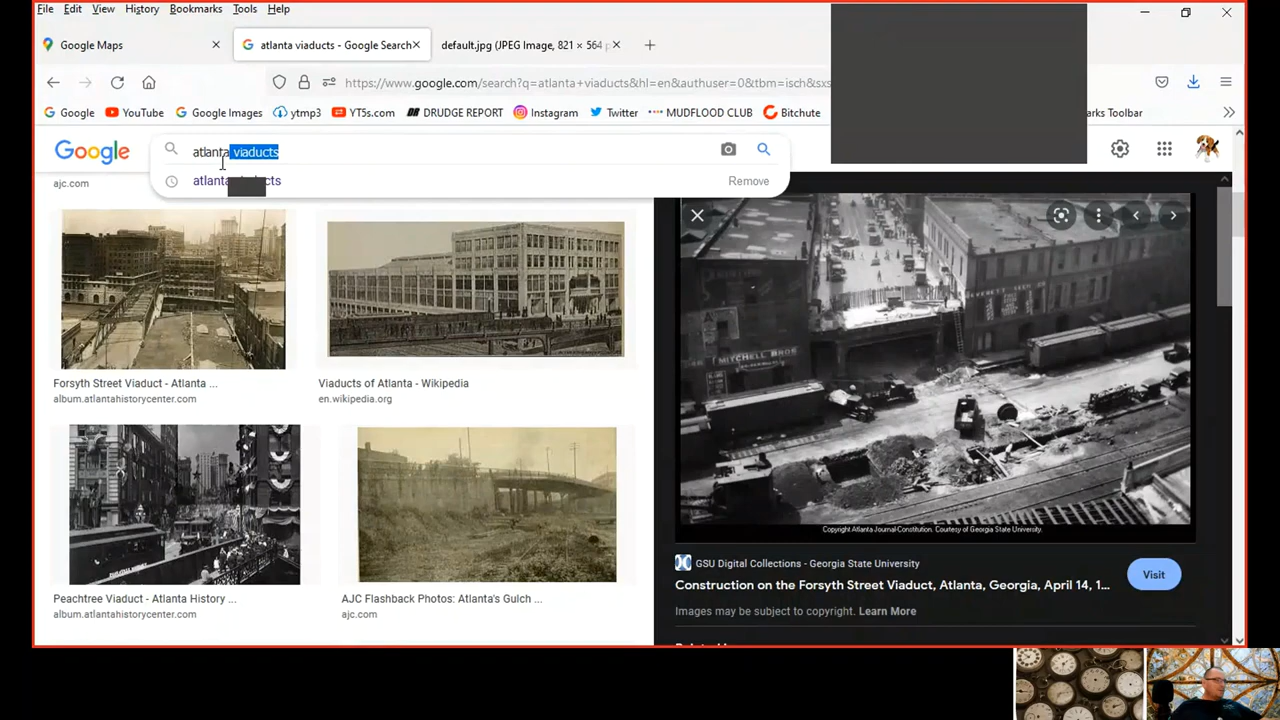 File Edit View History Bookmarks Tools Help
Google Maps
atlanta viaducts - Google Search
default.jpg (JPEG Image, 821 × 564 p
https://www.google.com/search?q=atlanta+viaducts&hl=en&authuser=0&tbm=isch&sxs
Google YouTube Google Images ytmp3 YT5s.com DRUDGE REPORT Instagram Twitter MUDFLOOD CLUB Bitchute
rks Toolbar
Google
atlanta viaducts
Remove
ajc.com
Forsyth Street Viaduct - Atlanta ...
album.atlantahistorycenter.com
Viaducts of Atlanta - Wikipedia
en.wikipedia.org
Peachtree Viaduct - Atlanta History ...
album.atlantahistorycenter.com
AJC Flashback Photos: Atlanta's Gulch ...
ajc.com
MITCHELL BROS
Copyright Atlanta Journal-Constitution. Courtesy of Georgia State University.
GSU Digital Collections - Georgia State University
Construction on the Forsyth Street Viaduct, Atlanta, Georgia, April 14, 1...
Visit
Images may be subject to copyright. Learn More